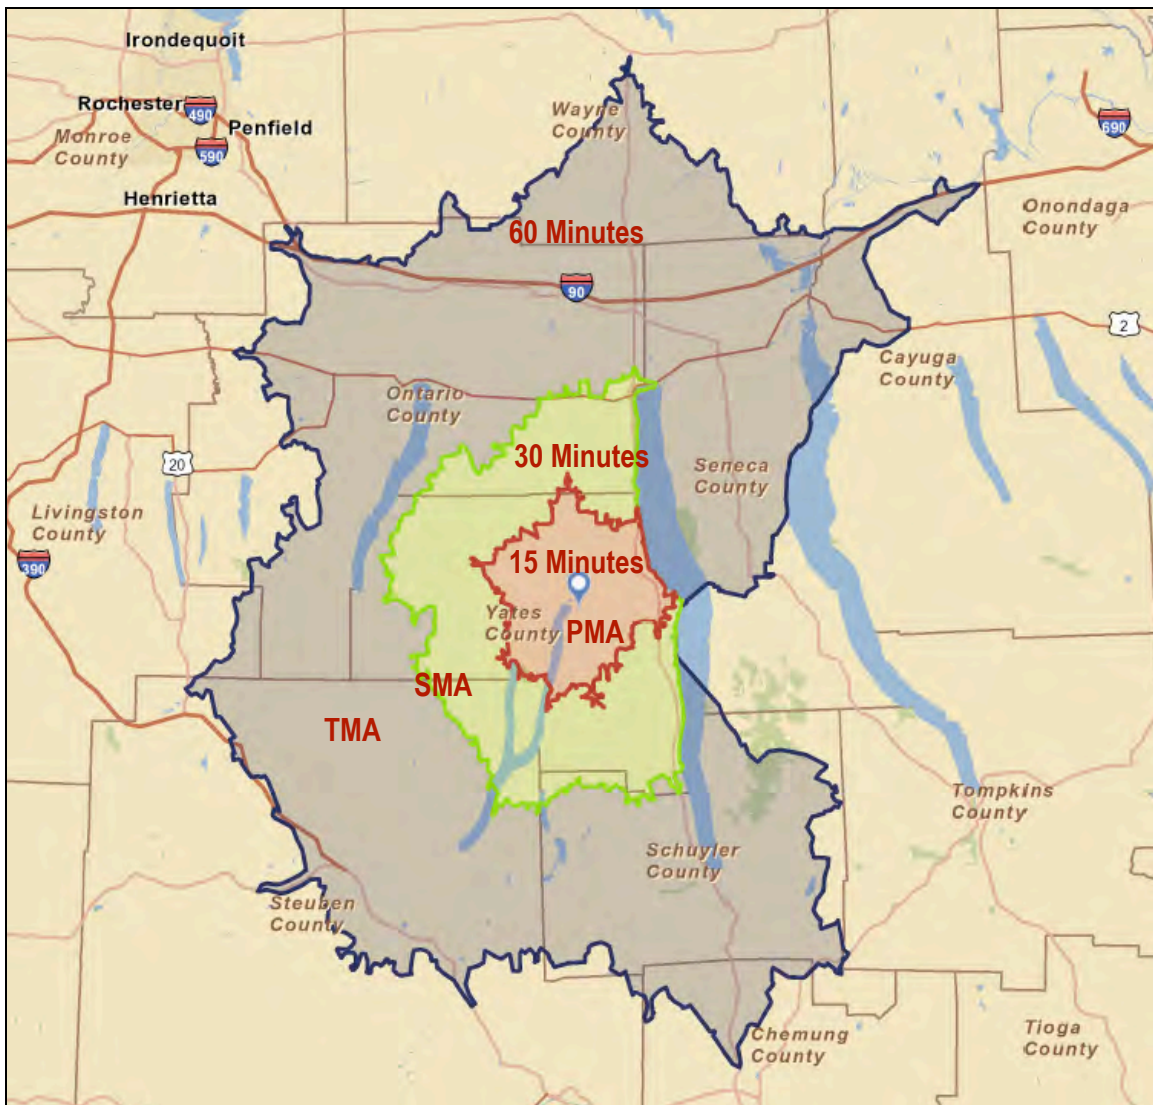 Irondequoit
Rochester
490
Monroe
County
590
Penfield
Wayne
County
690
Henrietta
Onondaga
County
60 Minutes
90
2
Cayuga
County
Ontario
County
30 Minutes
20
Seneca
County
Livingston
County
390
15 Minutes
Yates
County
PMA
SMA
TMA
Tompkins
County
Schuyler
County
Steuben
County
Chemung
County
Tioga
County